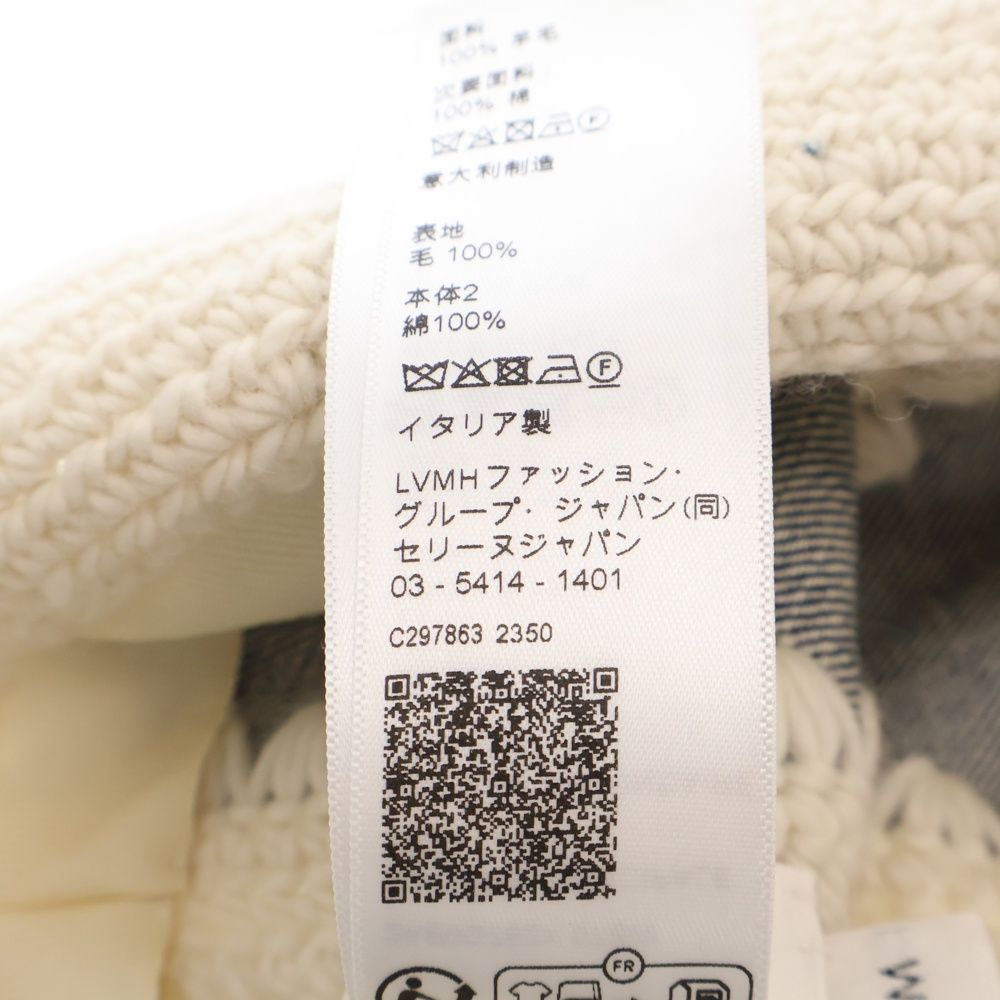 面料
100% 羊毛
次要面料
100% 棉
意大利制造
表地
毛 100%
本体2
綿100%
F
イタリア製
LVMHファッション・
グループ・ジャパン(同)
セリーヌジャパン
03 - 5414 - 1401
C297863 2350
FR